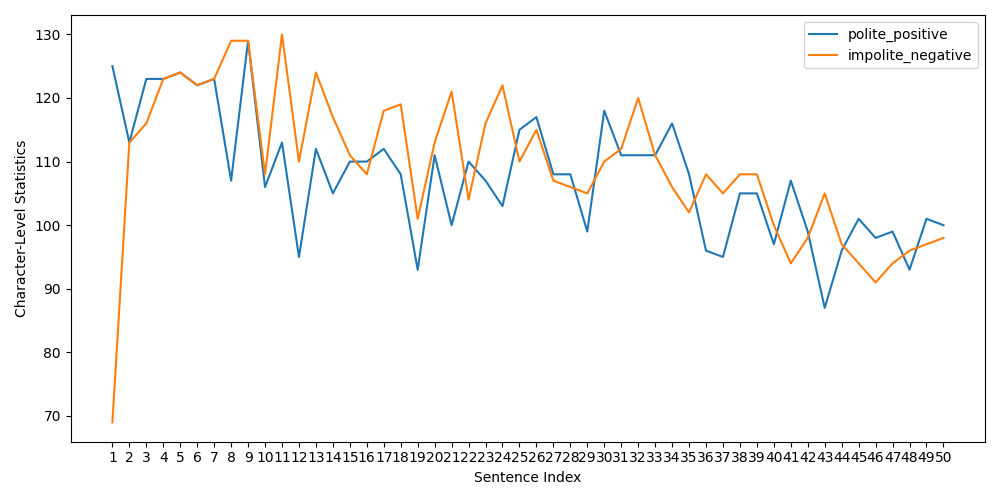 polite_positive
impolite_negative
130
120
110
100
90
80
70
Character-Level Statistics
1 2 3 4 5 6 7 8 9 10 11 12 13 14 15 16 17 18 19 20 21 22 23 24 25 26 27 28 29 30 31 32 33 34 35 36 37 38 39 40 41 42 43 44 45 46 47 48 49 50
Sentence Index